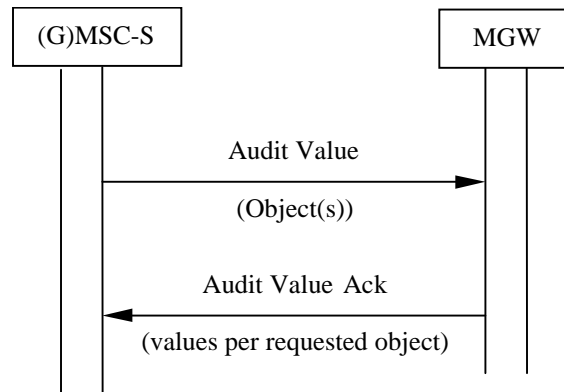 (G)MSC-S
MGW
Audit Value
(Object(s))
Audit Value Ack
(values per requested object)